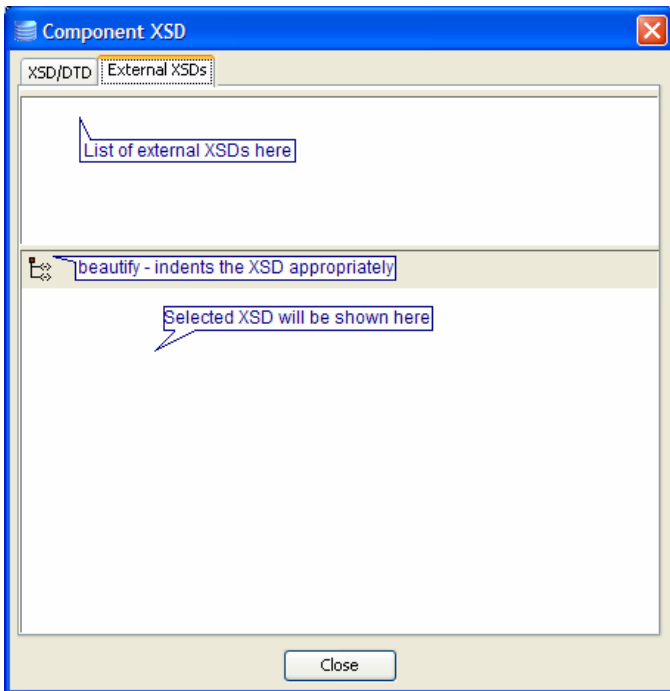 Component XSD
XSD/DTD External XSDs
List of external XSDs here
beautify - indents the XSD appropriately
Selected XSD will be shown here
Close